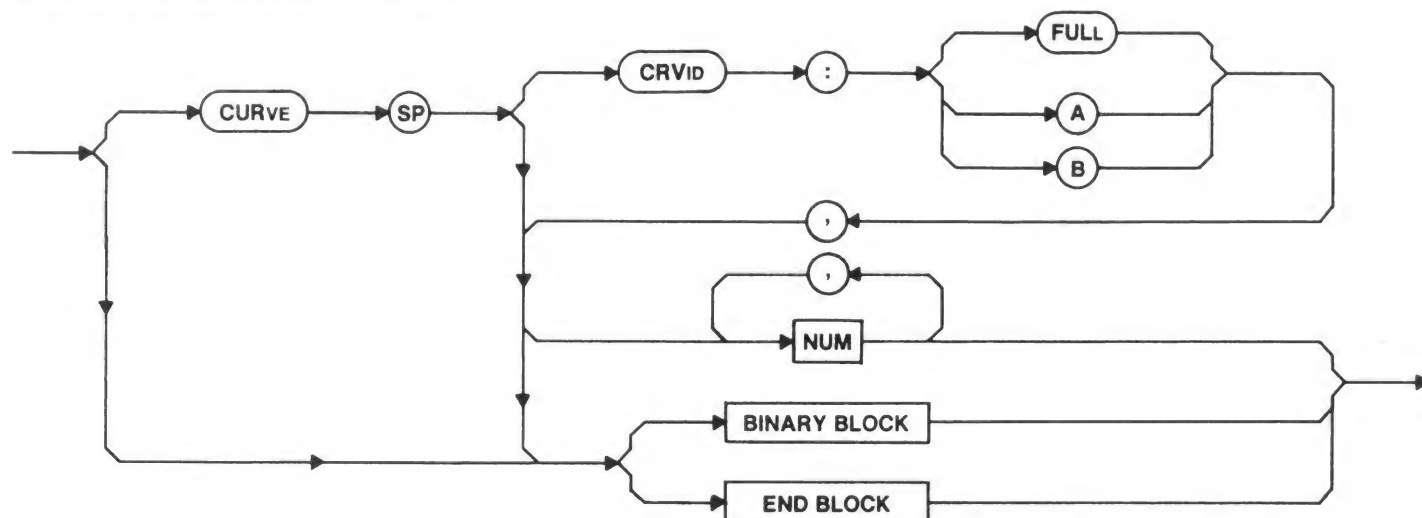 FULL
CURVE SP CRVID :
A
B
,
,
NUM
BINARY BLOCK
END BLOCK